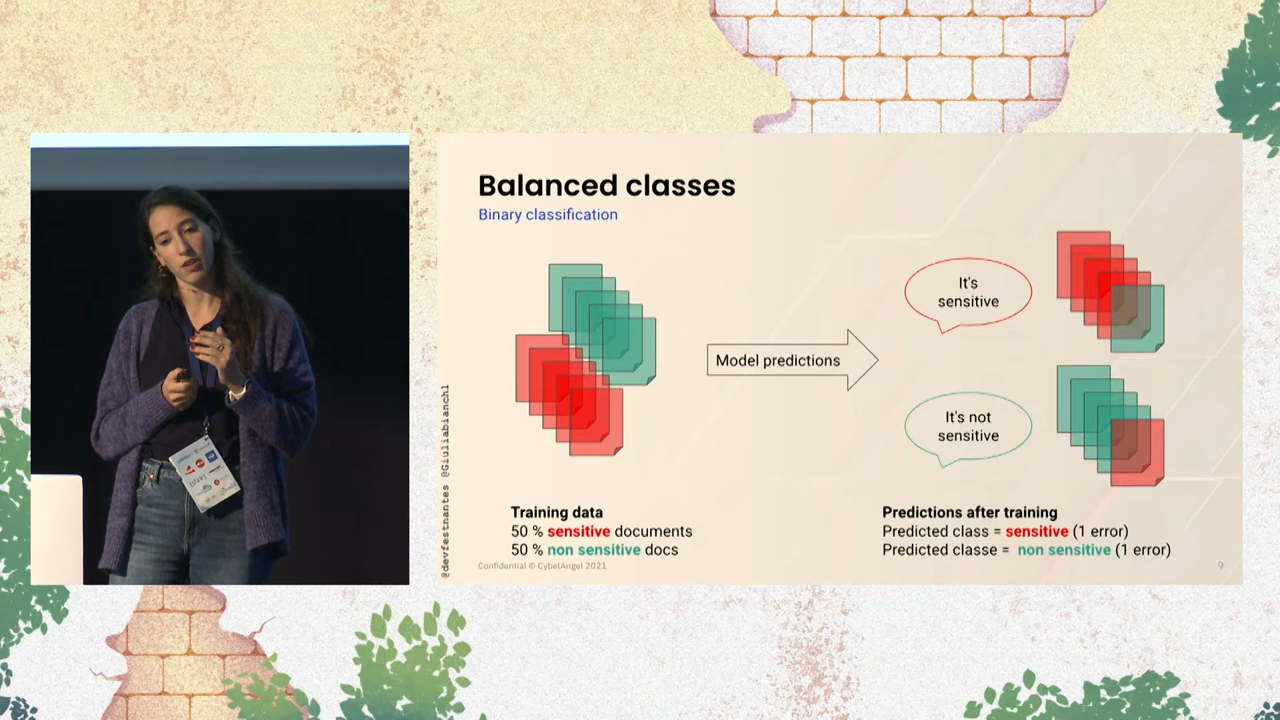 Balanced classes
Binary classification
It's
sensitive
Model predictions
It's not
sensitive
@devfestnantes @Giuliabianchl
Training data
50 % sensitive documents
50 % non sensitive docs
Predictions after training
Predicted class = sensitive (1 error)
Predicted classe = non sensitive (1 error)
Confidential © CybelAngel 2021
9